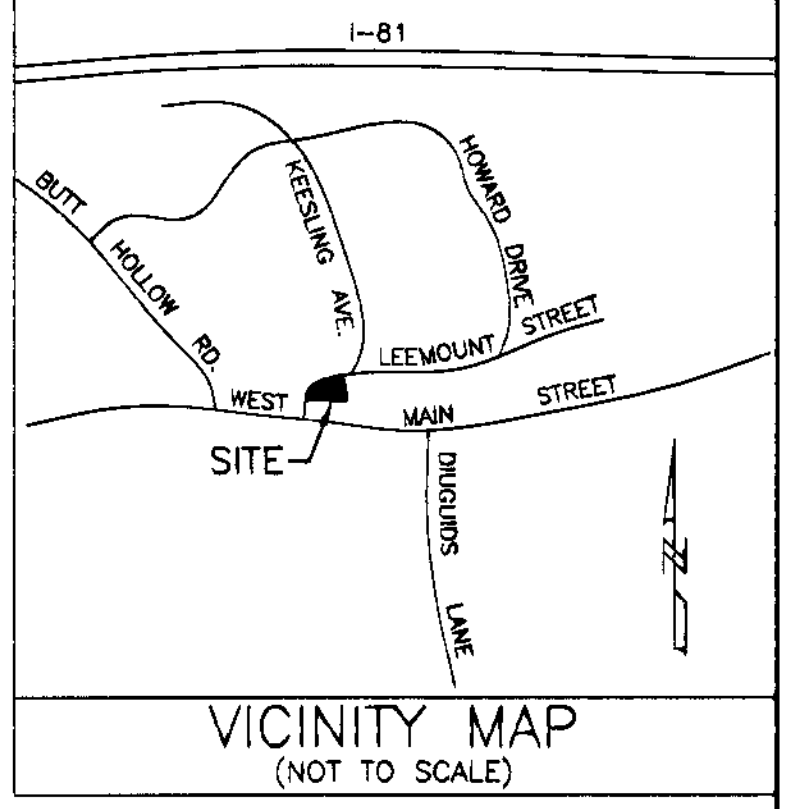 I-81
BUTT
HOLLOW
RD.
KEESLING
AVE.
HOWARD
DRIVE
LEEMOUNT
STREET
WEST
MAIN
STREET
SITE
DIUGUIDS
LANE
N
VICINITY MAP
(NOT TO SCALE)